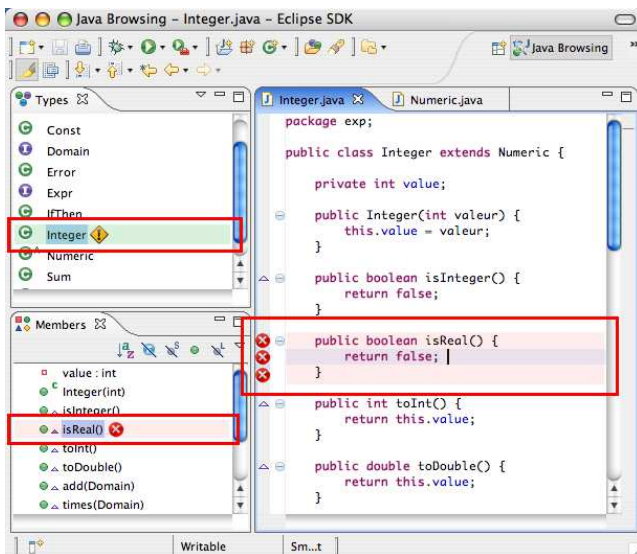 Java Browsing - Integer.java - Eclipse SDK
Java Browsing
Types
Const
Domain
Error
Expr
IfThen
Integer
Numeric
Sum
Members
value : int
Integer(int)
isInteger()
isReal()
toInt()
toDouble()
add(Domain)
times(Domain)
Integer.java
Numeric.java
package exp;
public class Integer extends Numeric {
private int value;
public Integer(int valeur) {
this.value = valeur;
}
public boolean isInteger() {
return false;
}
public boolean isReal() {
return false;
}
public int toInt() {
return this.value;
}
public double toDouble() {
return this.value;
}
Writable
Sm...t